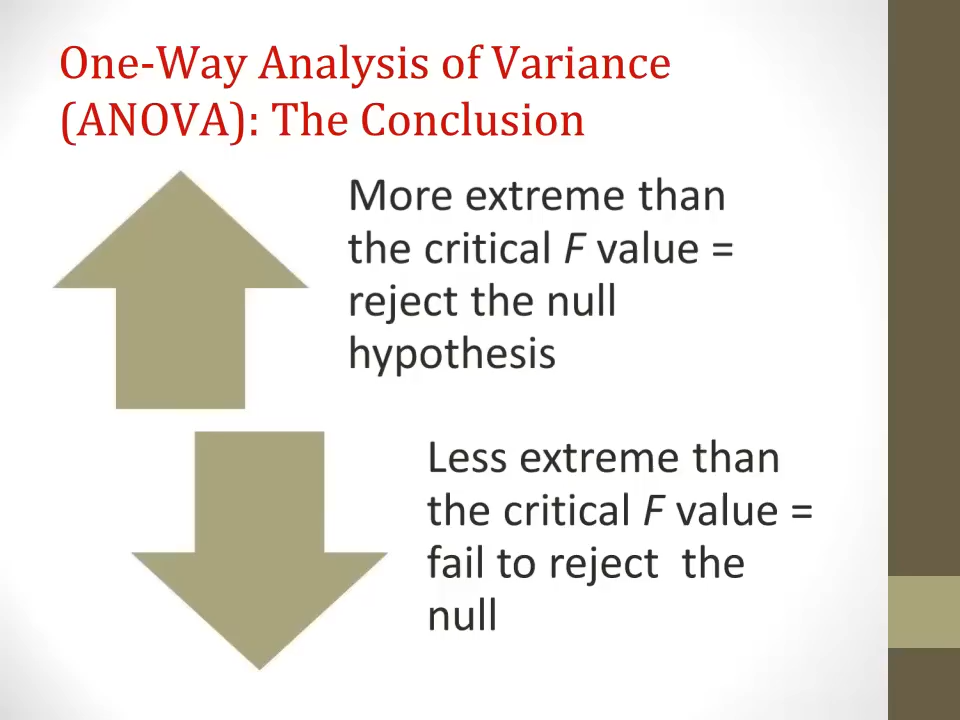 One-Way Analysis of Variance
(ANOVA): The Conclusion
More extreme than
the critical F value =
reject the null
hypothesis
Less extreme than
the critical F value =
fail to reject  the
null